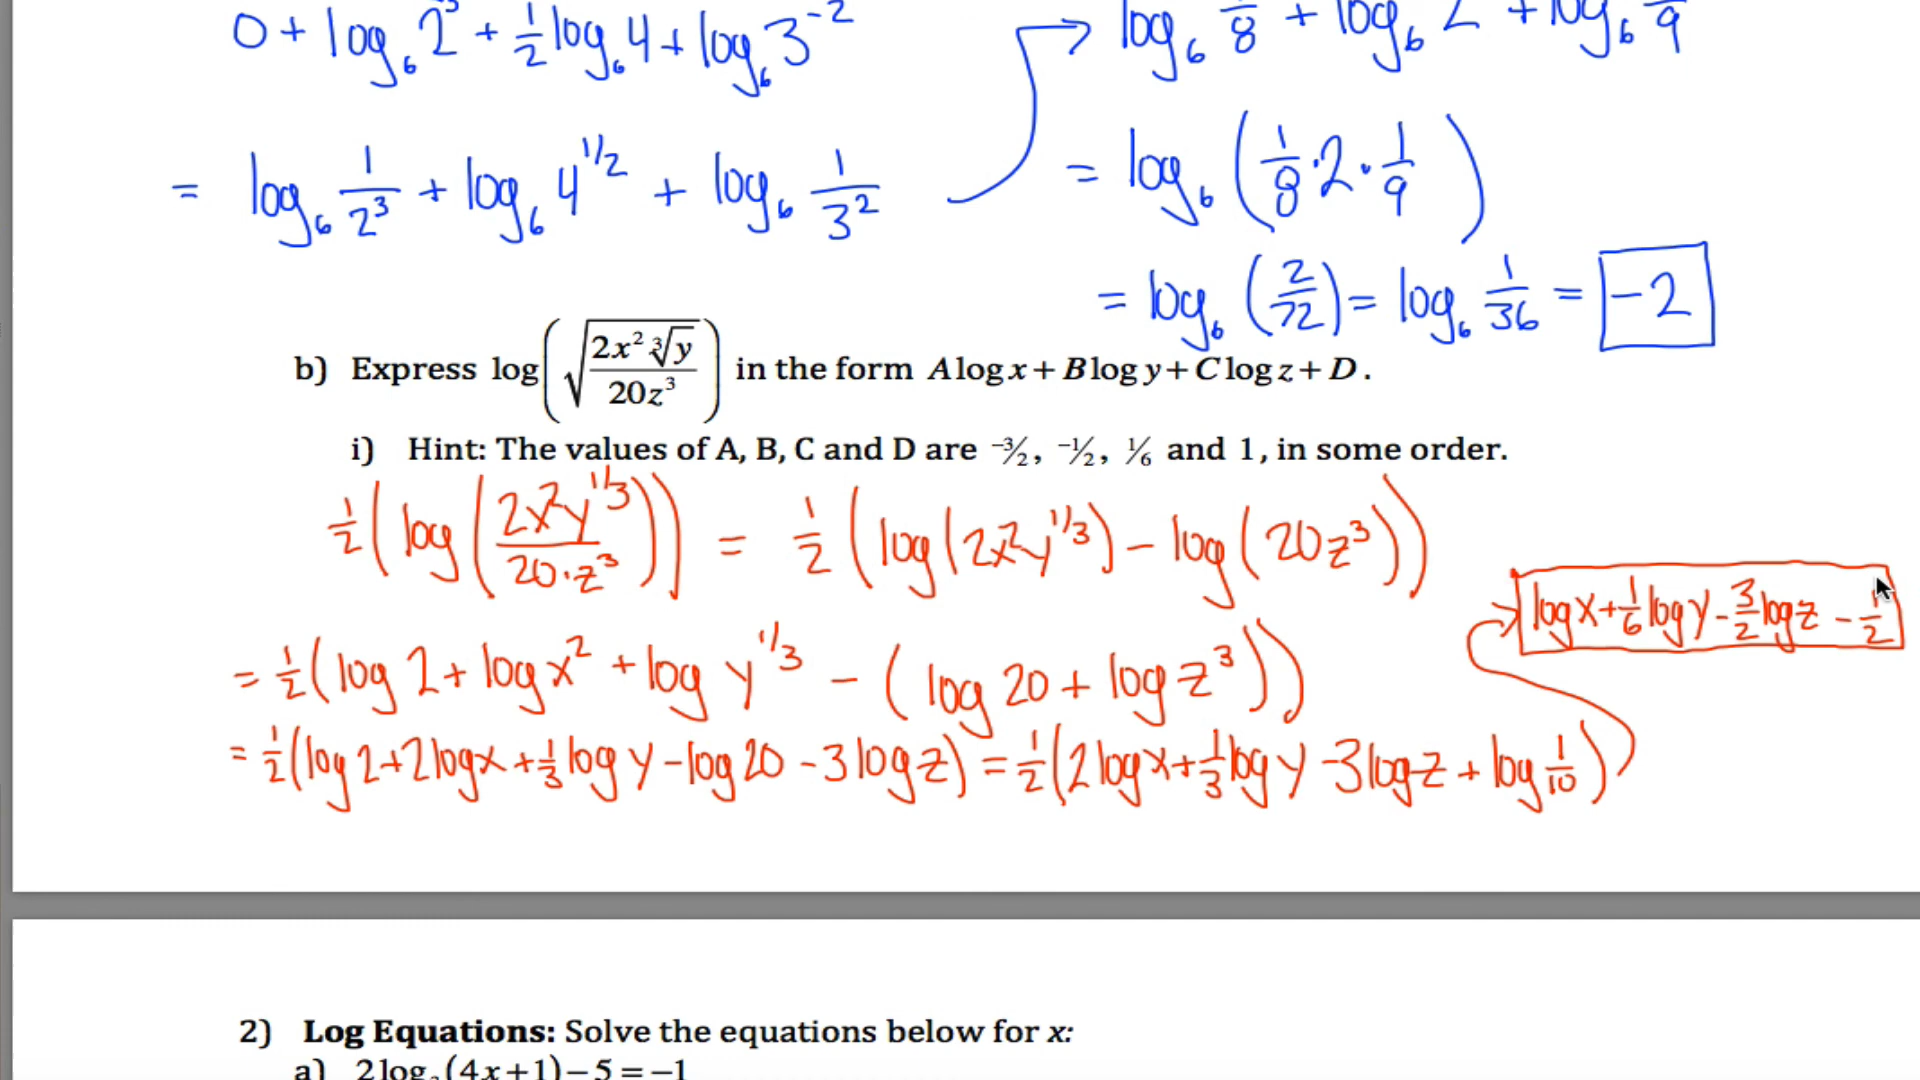 0 + log₆ 2³ + ½ log₆ 4 + log₆ 3⁻²
= log₆ 1/2³ + log₆ 4^1/2 + log₆ 1/3²
log₆ 1/8 + log₆ 2 + log₆ 1/9
= log₆ (1/8 · 2 · 1/9)
= log₆ (2/72) = log₆ 1/36 = -2
b) Express log(√(2x² ∛y / 20z³)) in the form A log x + B log y + C log z + D.
i) Hint: The values of A, B, C and D are -3/2, -1/2, 1/6 and 1, in some order.
1/2 (log (2x²y^1/3 / 20·z³)) = 1/2 (log(2x²y^1/3) - log(20z³))
= 1/2 (log 2 + log x² + log y^1/3 - (log 20 + log z³))
= 1/2 (log 2 + 2 log x + 1/3 log y - log 20 - 3 log z) = 1/2 (2 log x + 1/3 log y - 3 log z + log 1/10)
log x + 1/6 log y - 3/2 log z - 1/2
2) Log Equations: Solve the equations below for x:
a) 2 log (4x+1) - 5 = -1